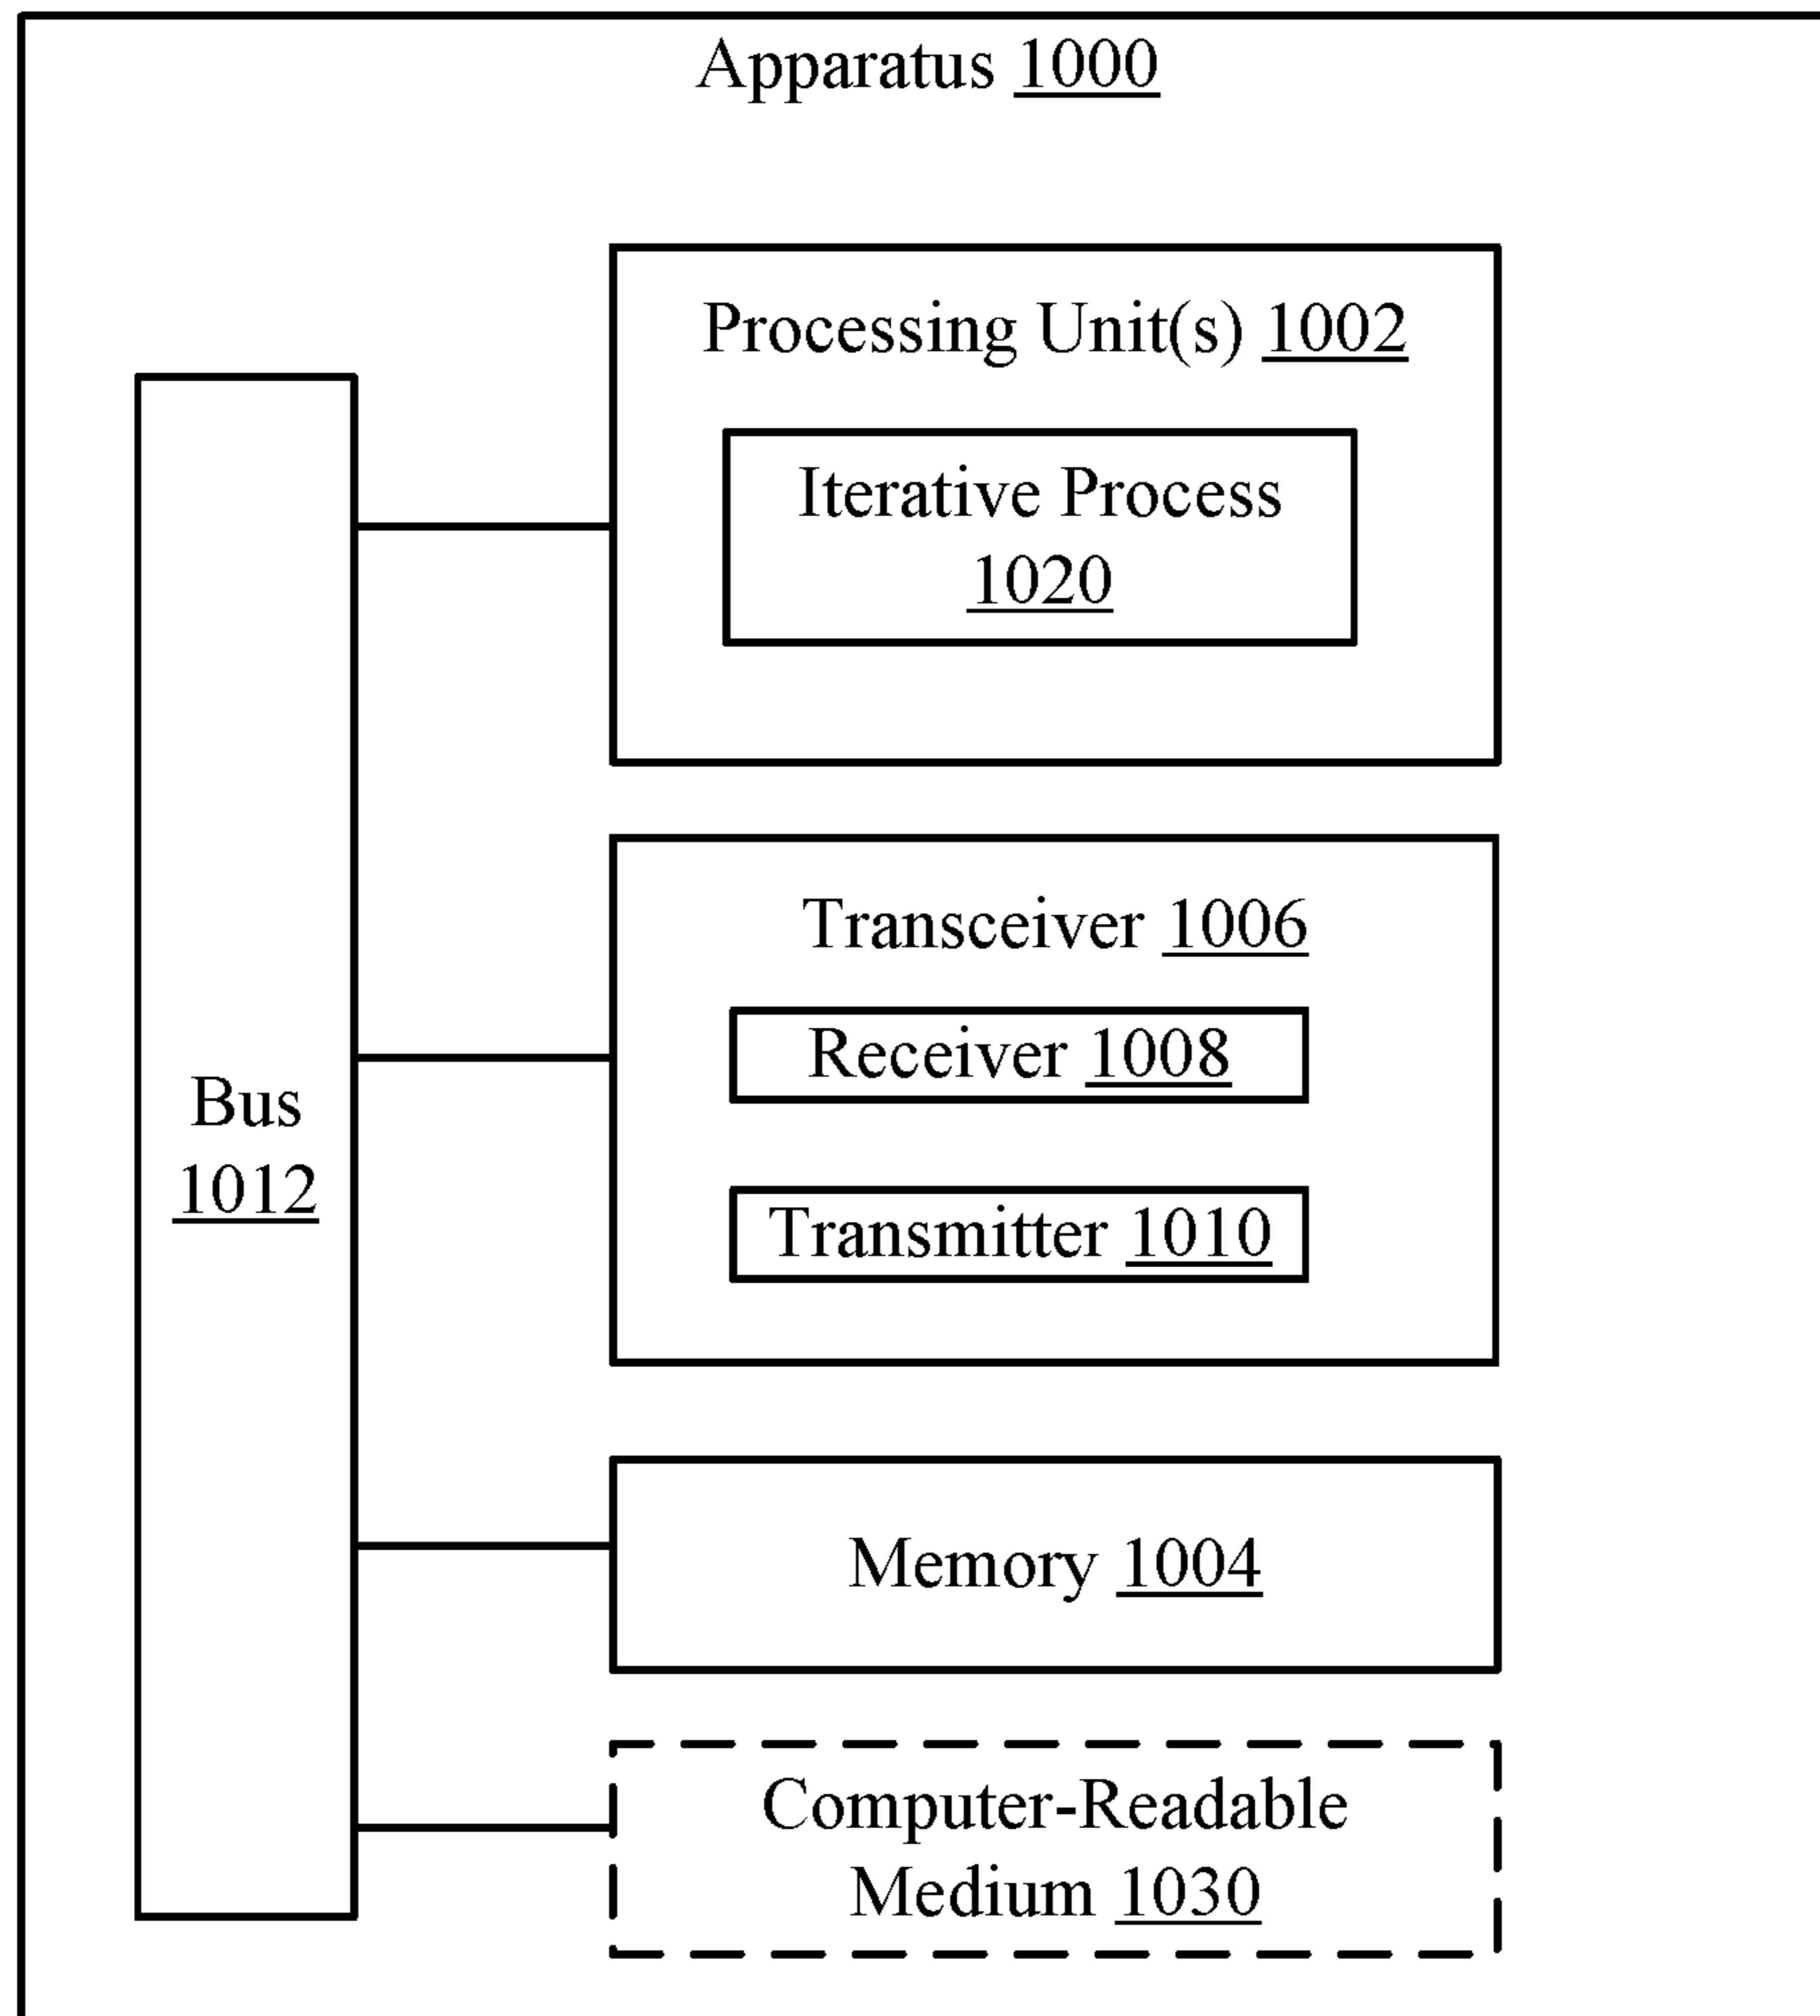 Apparatus 1000
Processing Unit(s) 1002
Iterative Process
1020
Transceiver 1006
Receiver 1008
Transmitter 1010
Bus
1012
Memory 1004
Computer-Readable
Medium 1030